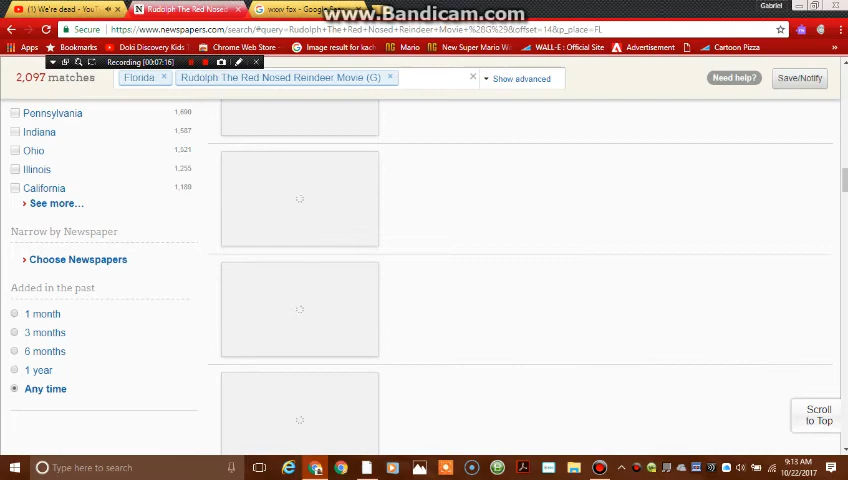 www.Bandicam.com
(1) We're dead - YouT
Rudolph The Red Nosed
wxxv fox - Google
Gabriel
Secure https://www.newspapers.com/search/#query=Rudolph+The+Red+Nosed+Reindeer+Movie+%28G%29&offset=14&p_place=FL
Apps Bookmarks Doki Discovery Kids Chrome Web Store Image result for kach Mario New Super Mario W WALL-E : Official Site Advertisement Cartoon Pizza
Recording [00:07:16]
2,097 matches
Florida
Rudolph The Red Nosed Reindeer Movie (G)
Show advanced
Need help?
Save/Notify
Pennsylvania 1,690
Indiana 1,587
Ohio 1,521
Illinois 1,255
California 1,189
See more...
Narrow by Newspaper
Choose Newspapers
Added in the past
1 month
3 months
6 months
1 year
Any time
Scroll
to Top
Type here to search
9:13 AM
10/22/2017